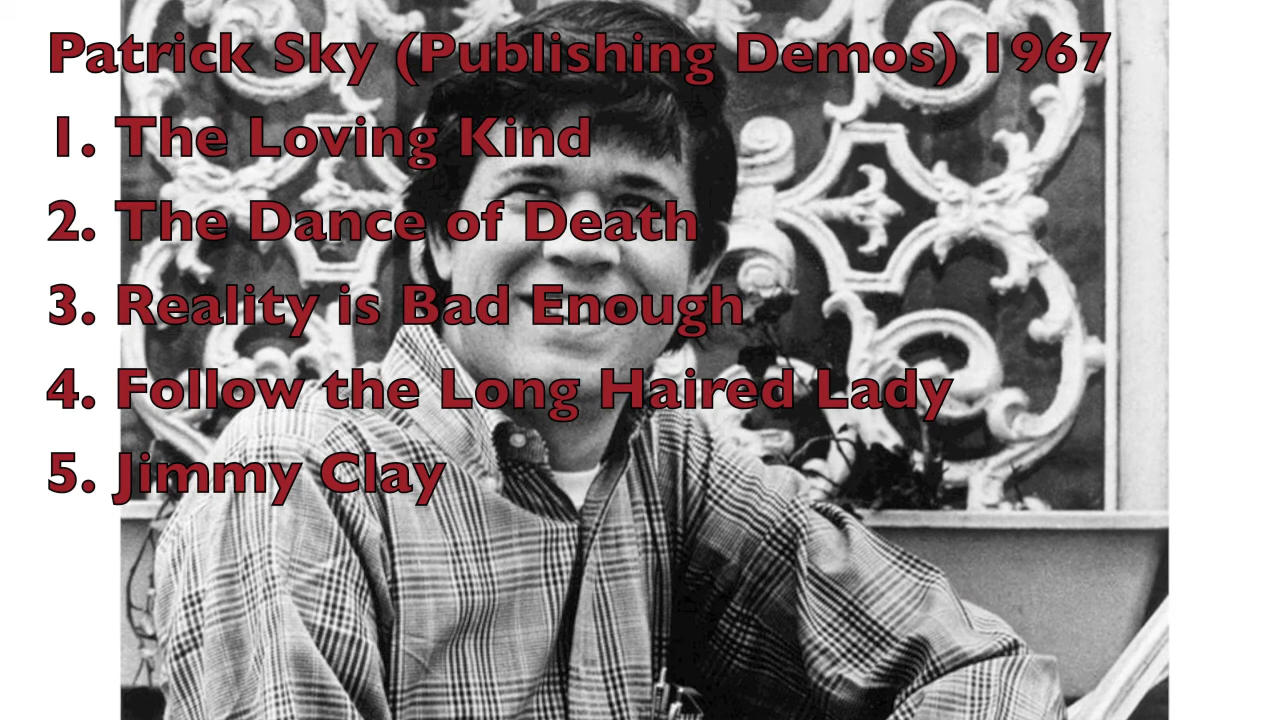 Patrick Sky (Publishing Demos) 1967
1. The Loving Kind
2. The Dance of Death
3. Reality is Bad Enough
4. Follow the Long Haired Lady
5. Jimmy Clay